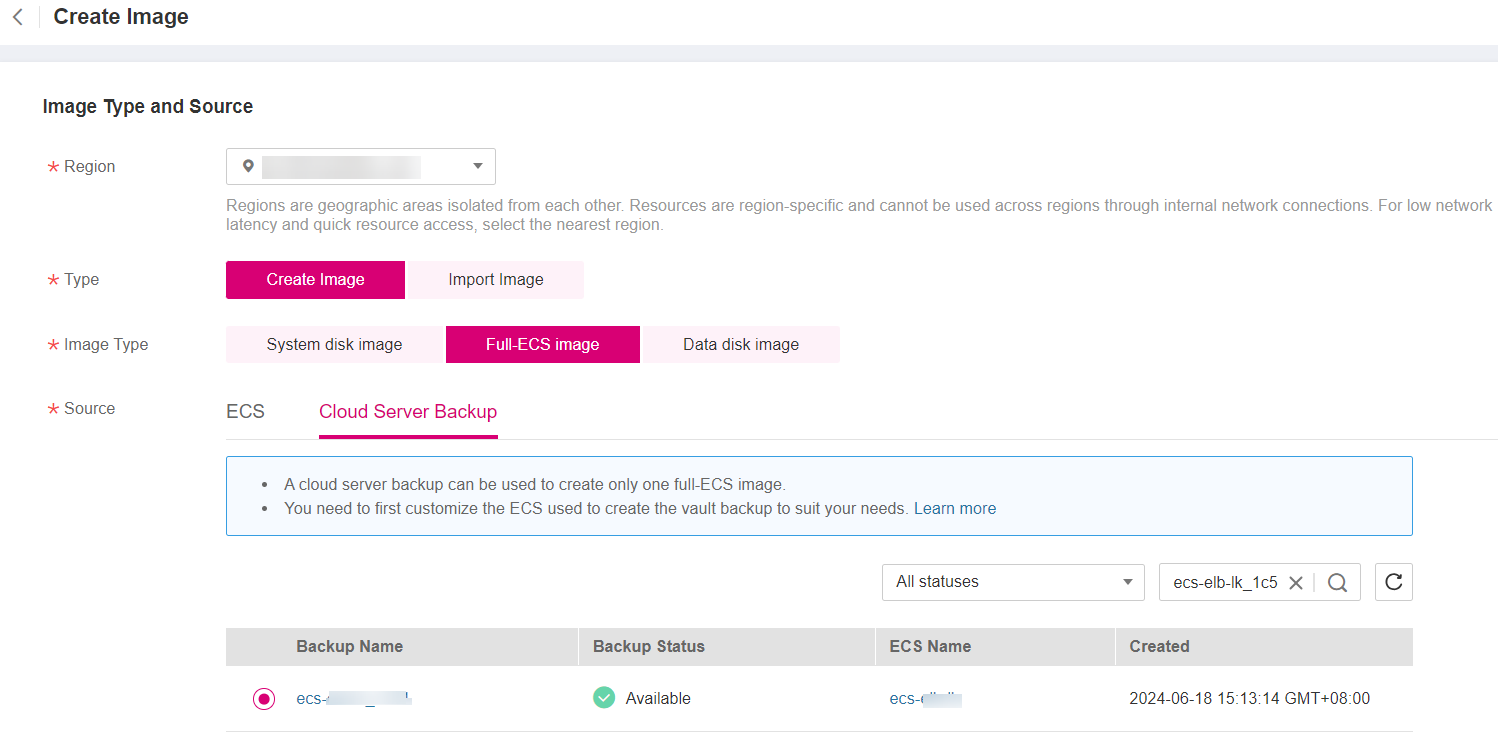 Create Image
Image Type and Source
* Region
Regions are geographic areas isolated from each other. Resources are region-specific and cannot be used across regions through internal network connections. For low network
latency and quick resource access, select the nearest region.
* Type Create Image Import Image
* Image Type System disk image Full-ECS image Data disk image
* Source ECS Cloud Server Backup
• A cloud server backup can be used to create only one full-ECS image.
• You need to first customize the ECS used to create the vault backup to suit your needs. Learn more
All statuses ecs-elb-lk_1c5
Backup Name Backup Status ECS Name Created
ecs- Available ecs- 2024-06-18 15:13:14 GMT+08:00